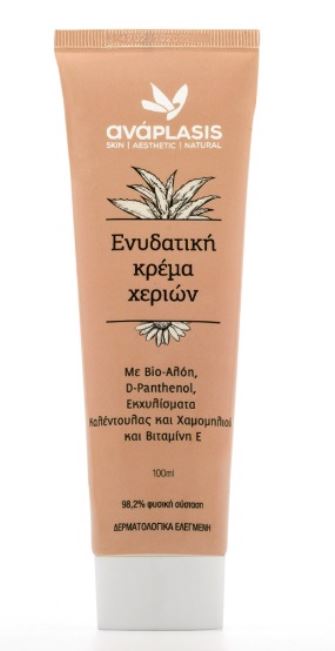 ανάPLASIS
SKIN | AESTHETIC | NATURAL
Ενυδατική
κρέμα
χεριών
Με Βiο-Αλόη,
D-Panthenol,
Εκχυλίσματα
Καλέντουλας και Χαμομηλιού
και Βιταμίνη Ε
100ml
98,2% φυσική σύσταση
ΔΕΡΜΑΤΟΛΟΓΙΚΑ ΕΛΕΓΜΕΝΗ